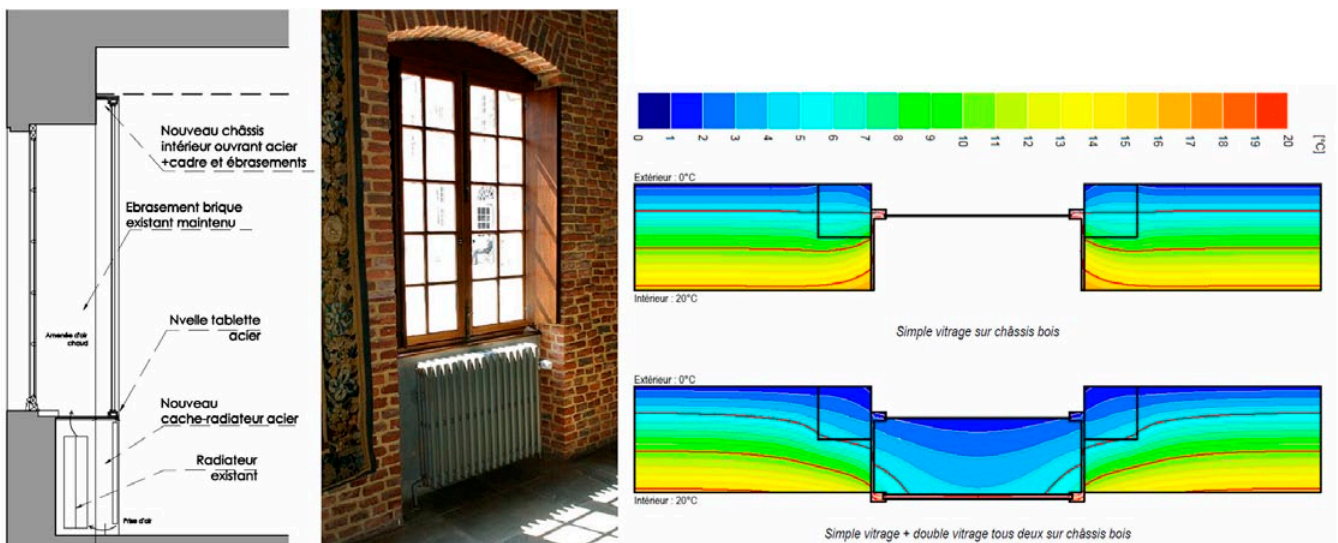 Nouveau châssis
intérieur ouvrant acier
+cadre et ébrasements
Ebrasement brique
existant maintenu
Amenée d'air
chaud
Nvelle tablette
acier
Nouveau
cache-radiateur acier
Radiateur
existant
Prise d'air
0 1 2 3 4 5 6 7 8 9 10 11 12 13 14 15 16 17 18 19 20 [°C]
Extérieur : 0°C
Intérieur : 20°C
Simple vitrage sur châssis bois
Extérieur : 0°C
Intérieur : 20°C
Simple vitrage + double vitrage tous deux sur châssis bois